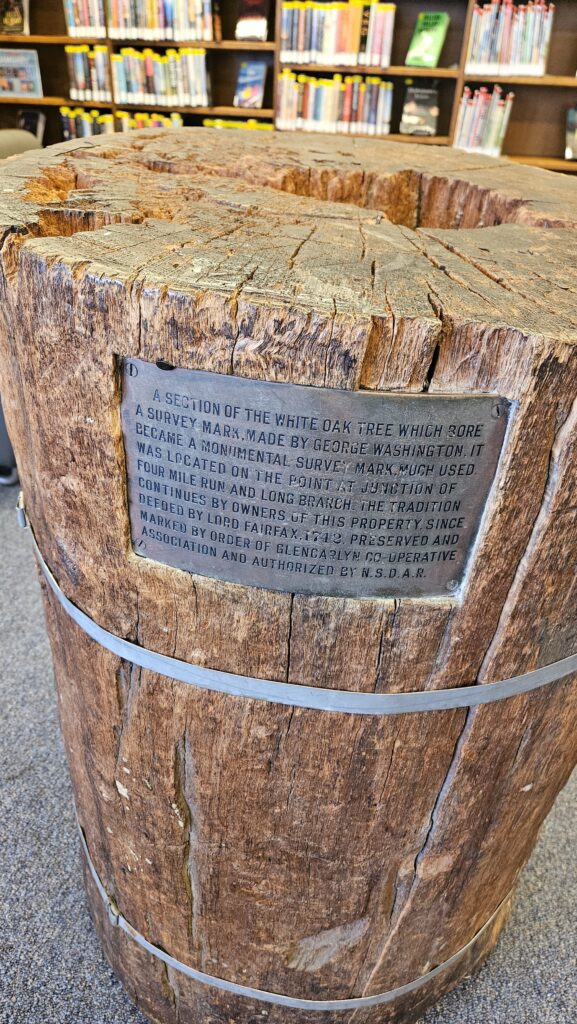 A SECTION OF THE WHITE OAK TREE WHICH BORE
A SURVEY MARK, MADE BY GEORGE WASHINGTON. IT
BECAME A MONUMENTAL SURVEY MARK, MUCH USED.
WAS LOCATED ON THE POINT AT JUNCTION OF
FOUR MILE RUN AND LONG BRANCH. THE TRADITION
CONTINUES BY OWNERS OF THIS PROPERTY, SINCE
DEEDED BY LORD FAIRFAX, 1742. PRESERVED AND
MARKED BY ORDER OF GLENCARLYN CO-OPERATIVE
ASSOCIATION AND AUTHORIZED BY N.S.D.A.R.